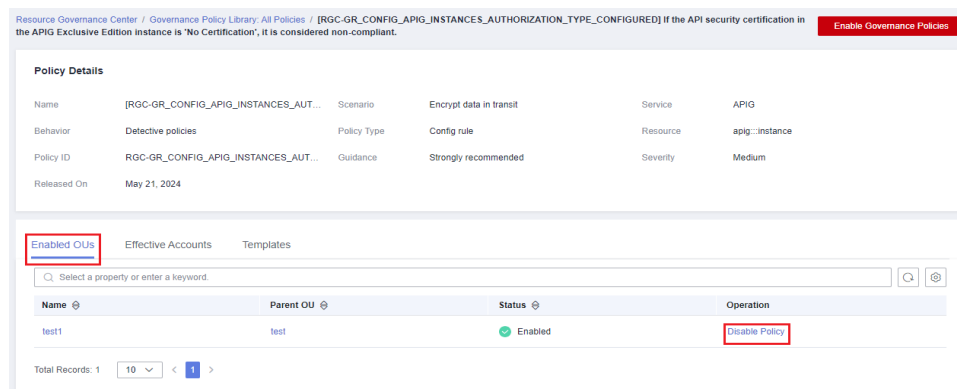 Resource Governance Center / Governance Policy Library: All Policies / [RGC-GR_CONFIG_APIG_INSTANCES_AUTHORIZATION_TYPE_CONFIGURED] If the API security certification in
the APIG Exclusive Edition instance is 'No Certification', it is considered non-compliant.
Enable Governance Policies
Policy Details
Name [RGC-GR_CONFIG_APIG_INSTANCES_AUT... Scenario Encrypt data in transit Service APIG
Behavior Detective policies Policy Type Config rule Resource apig:::instance
Policy ID RGC-GR_CONFIG_APIG_INSTANCES_AUT... Guidance Strongly recommended Severity Medium
Released On May 21, 2024
Enabled OUs Effective Accounts Templates
Select a property or enter a keyword.
Name Parent OU Status Operation
test1 test Enabled Disable Policy
Total Records: 1 10 < 1 >